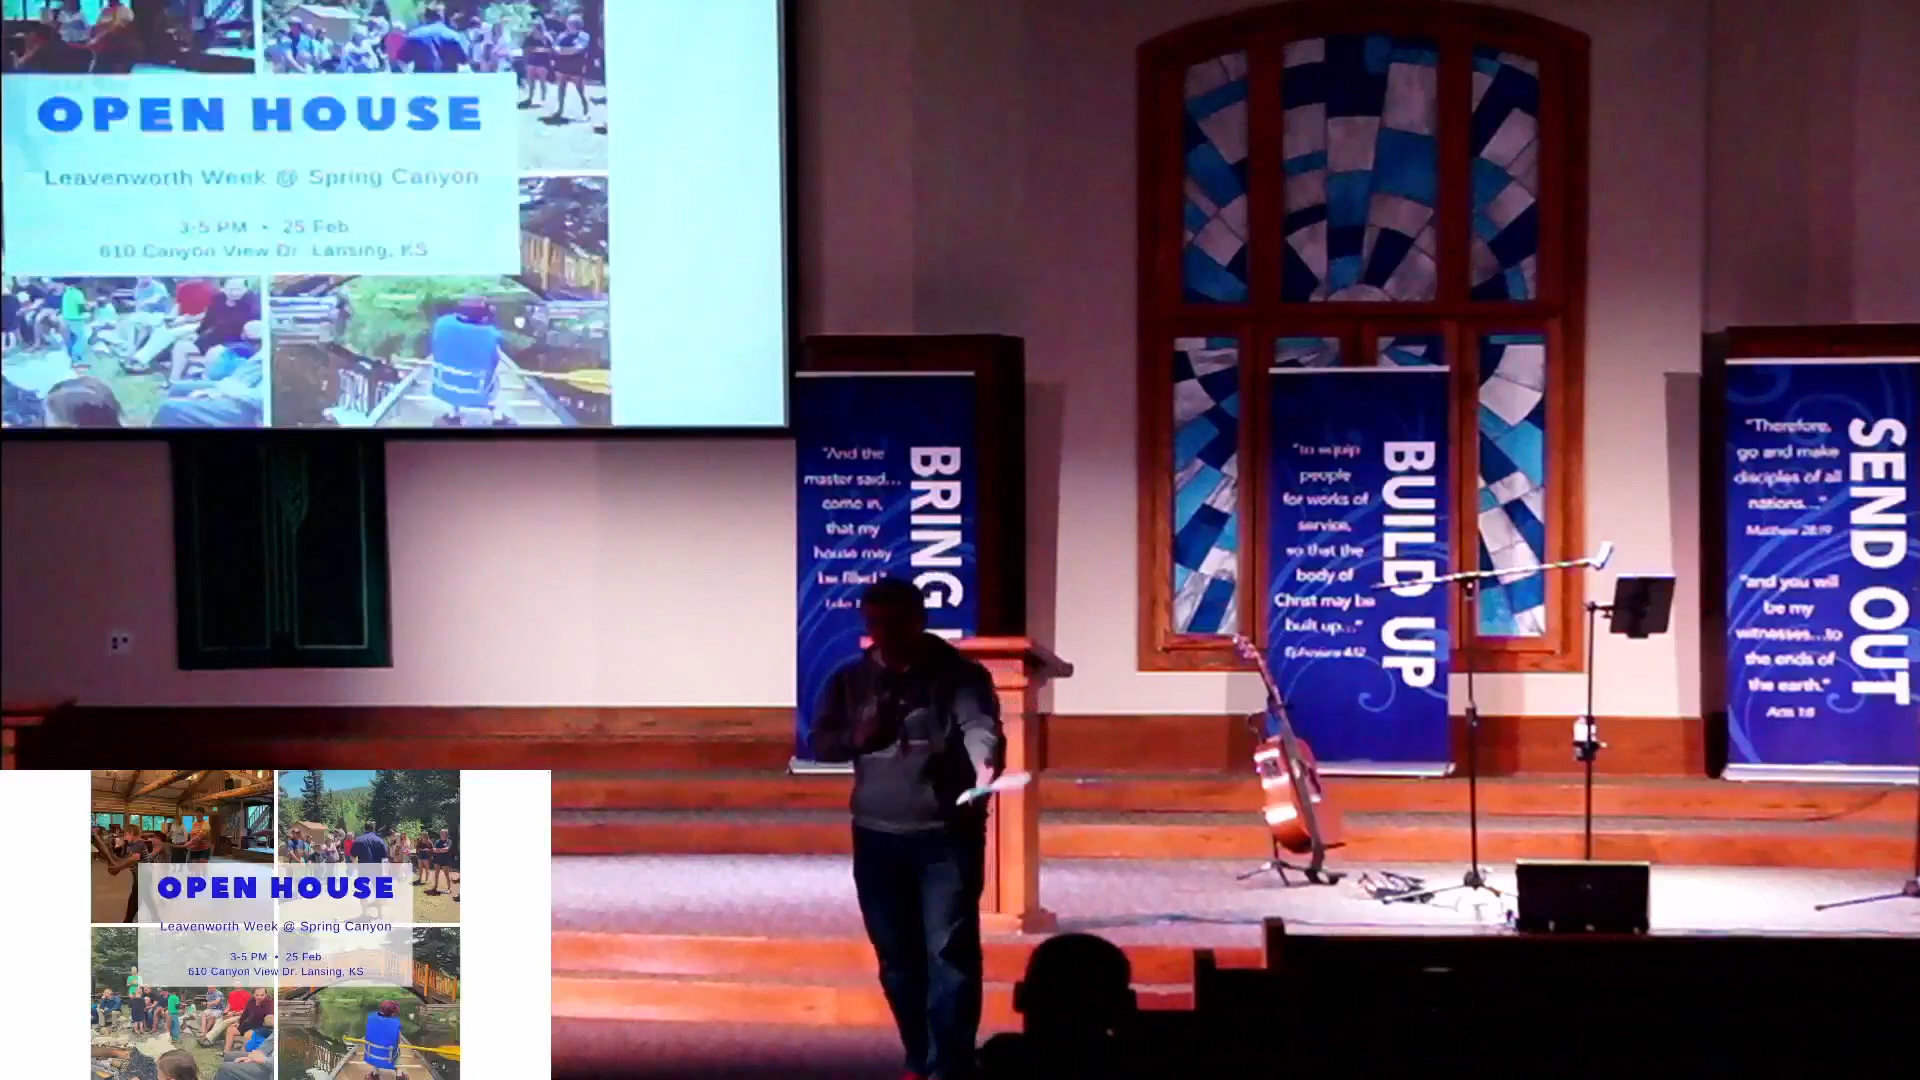 OPEN HOUSE
Leavenworth Week @ Spring Canyon
3-5 PM • 25 Feb
610 Canyon View Dr. Lansing, KS
"And the
master said...
come in,
that my
house may
be filled"
BRING
"to equip
people
for works of
service,
so that the
body of
Christ may be
built up..."
Ephesians 4:12
BUILD UP
"Therefore,
go and make
disciples of all
nations..."
Matthew 28:19
"and you will
be my
witnesses...to
the ends of
the earth."
Acts 1:8
SEND OUT
OPEN HOUSE
Leavenworth Week @ Spring Canyon
3-5 PM • 25 Feb
610 Canyon View Dr. Lansing, KS